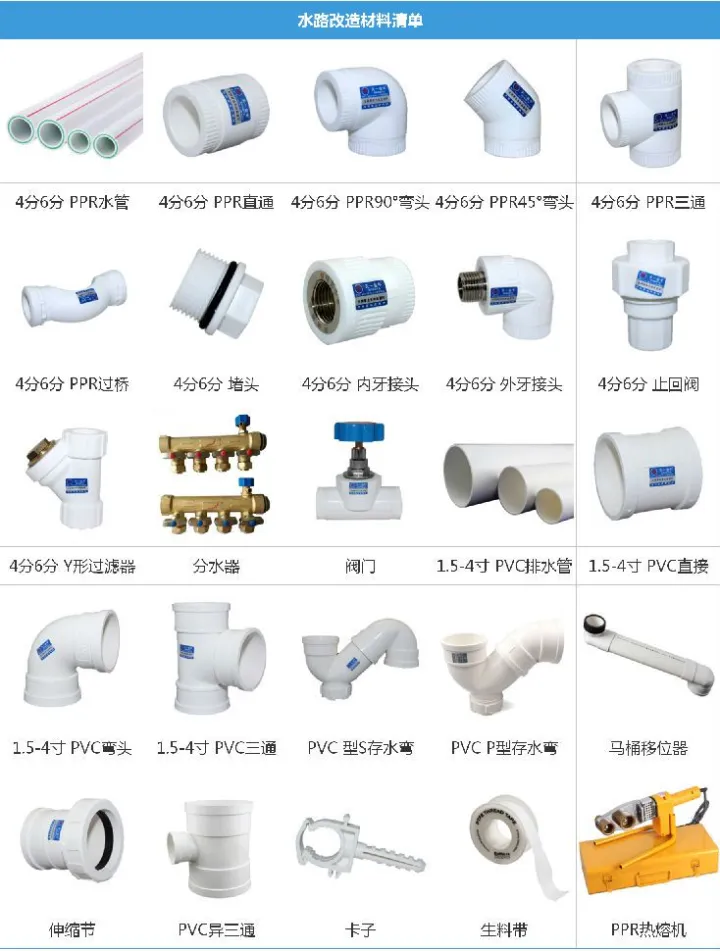 水路改造材料清单
4分6分 PPR水管
4分6分 PPR直通
4分6分 PPR90°弯头
4分6分 PPR45°弯头
4分6分 PPR三通
4分6分 PPR过桥
4分6分 堵头
4分6分 内牙接头
4分6分 外牙接头
4分6分 止回阀
4分6分 Y形过滤器
分水器
阀门
1.5-4寸 PVC排水管
1.5-4寸 PVC直接
1.5-4寸 PVC弯头
1.5-4寸 PVC三通
PVC 型S存水弯
PVC P型存水弯
马桶移位器
伸缩节
PVC异三通
卡子
PTFE THREAD TAPE
生料带
PPR热熔机